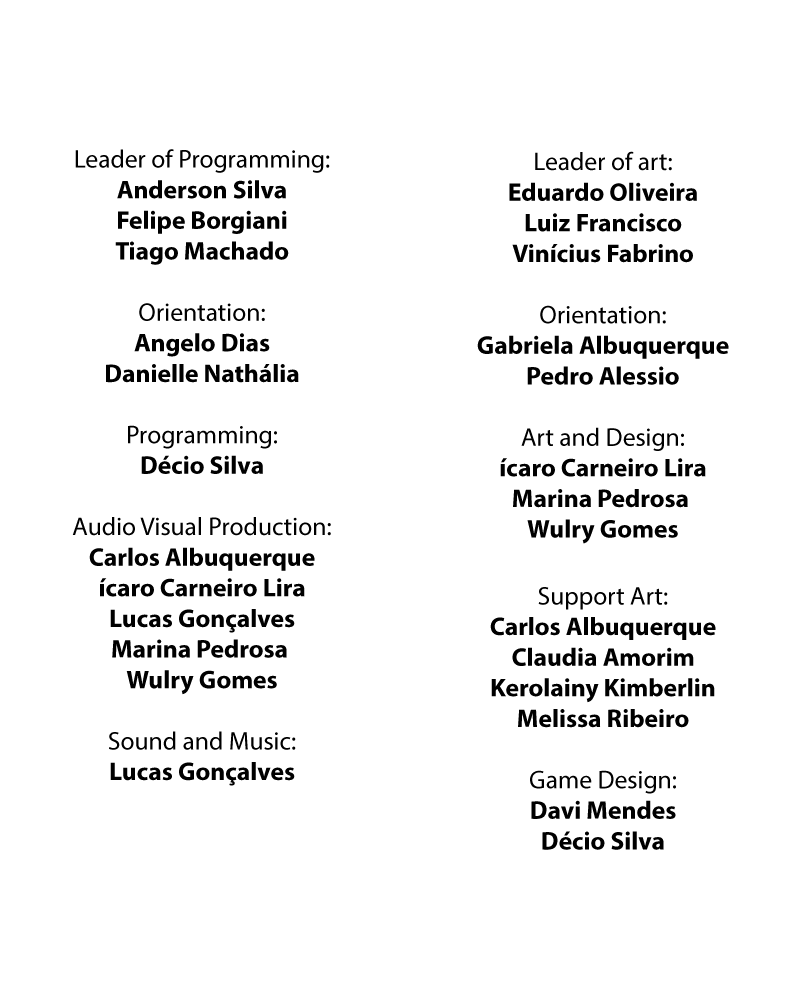 Leader of Programming:
Anderson Silva
Felipe Borgiani
Tiago Machado
Orientation:
Angelo Dias
Danielle Nathália
Programming:
Décio Silva
Audio Visual Production:
Carlos Albuquerque
ícaro Carneiro Lira
Lucas Gonçalves
Marina Pedrosa
Wulry Gomes
Sound and Music:
Lucas Gonçalves
Leader of art:
Eduardo Oliveira
Luiz Francisco
Vinícius Fabrino
Orientation:
Gabriela Albuquerque
Pedro Alessio
Art and Design:
ícaro Carneiro Lira
Marina Pedrosa
Wulry Gomes
Support Art:
Carlos Albuquerque
Claudia Amorim
Kerolainy Kimberlin
Melissa Ribeiro
Game Design:
Davi Mendes
Décio Silva